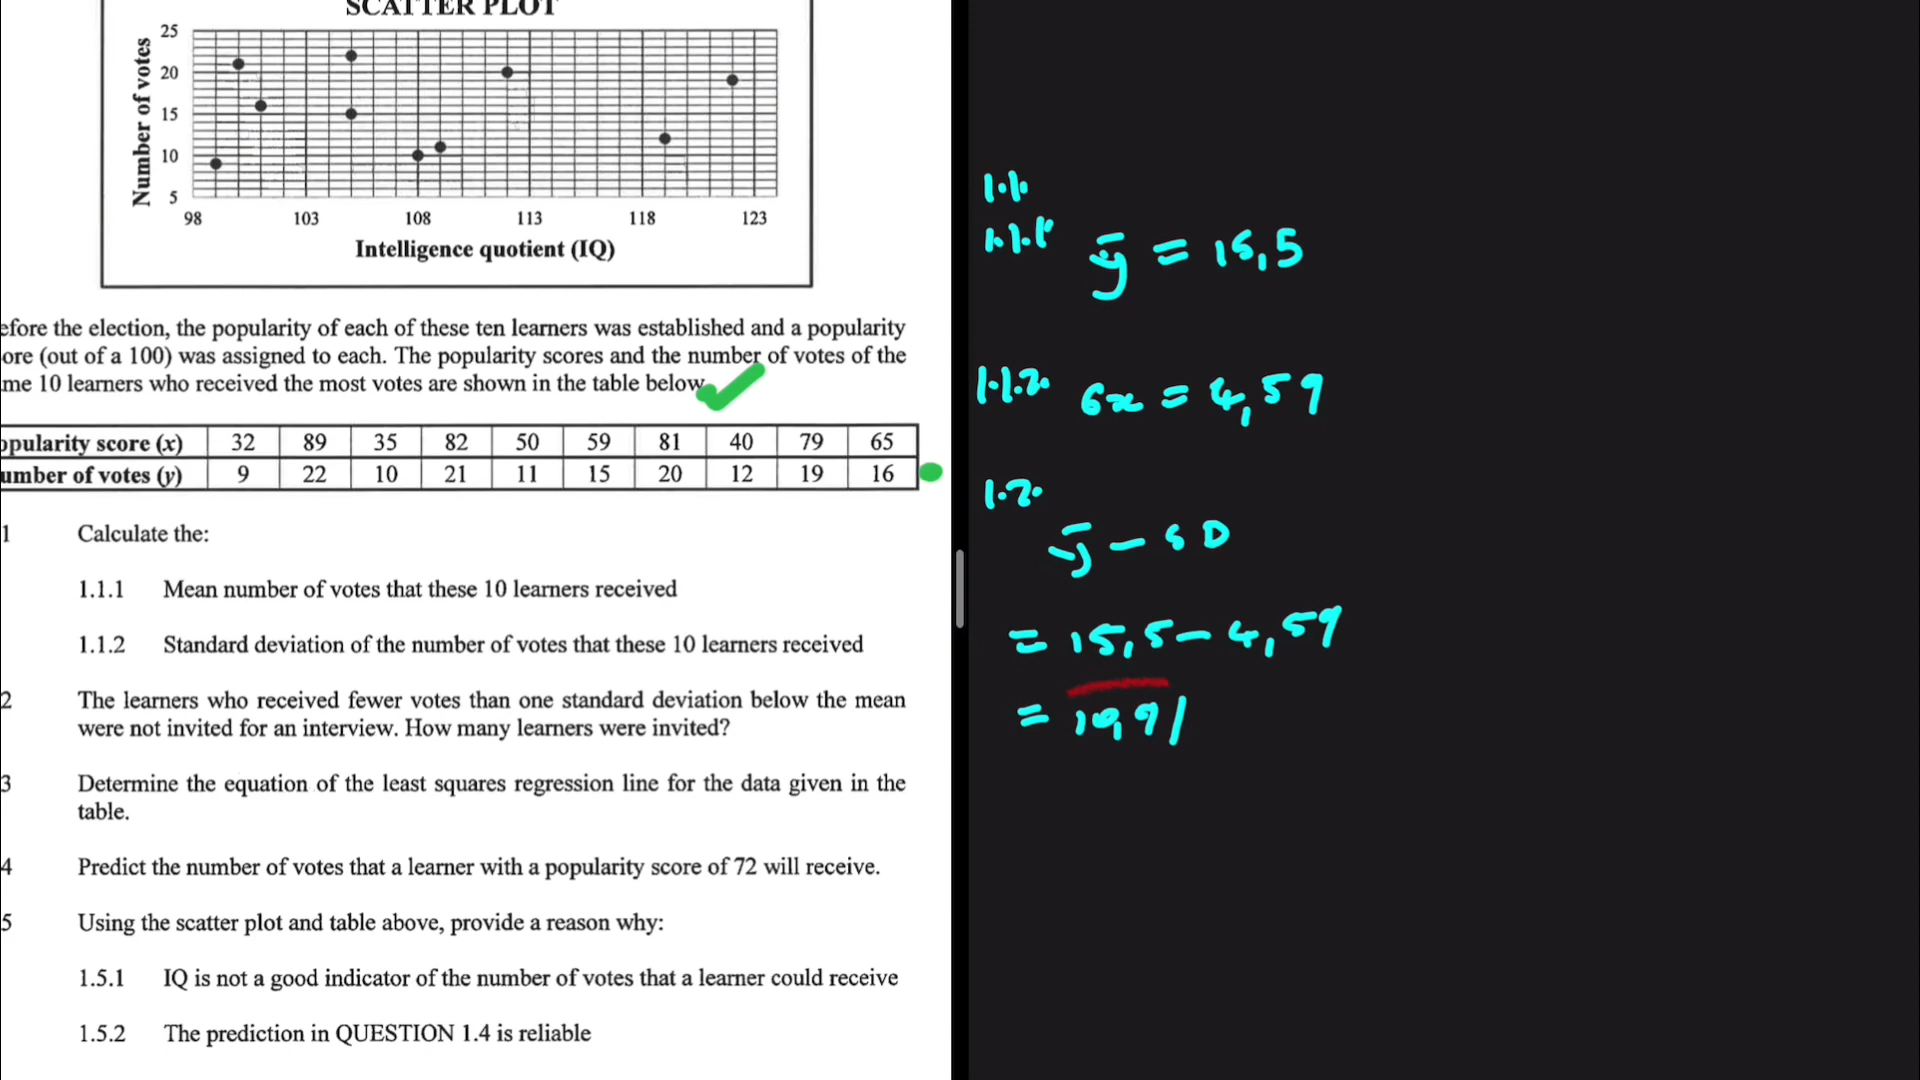 SCATTER PLOT
Number of votes
25
20
15
10
5
98 103 108 113 118 123
Intelligence quotient (IQ)
efore the election, the popularity of each of these ten learners was established and a popularity
ore (out of a 100) was assigned to each. The popularity scores and the number of votes of the
me 10 learners who received the most votes are shown in the table below
opularity score (x) 32 89 35 82 50 59 81 40 79 65
umber of votes (y) 9 22 10 21 11 15 20 12 19 16
1 Calculate the:
1.1.1 Mean number of votes that these 10 learners received
1.1.2 Standard deviation of the number of votes that these 10 learners received
2 The learners who received fewer votes than one standard deviation below the mean
were not invited for an interview. How many learners were invited?
3 Determine the equation of the least squares regression line for the data given in the
table.
4 Predict the number of votes that a learner with a popularity score of 72 will receive.
5 Using the scatter plot and table above, provide a reason why:
1.5.1 IQ is not a good indicator of the number of votes that a learner could receive
1.5.2 The prediction in QUESTION 1.4 is reliable
1.1.
1.1.1 ȳ = 15,5
1.1.2. σx = 4,59
1.2.
ȳ - SD
= 15,5 - 4,59
= 10,91